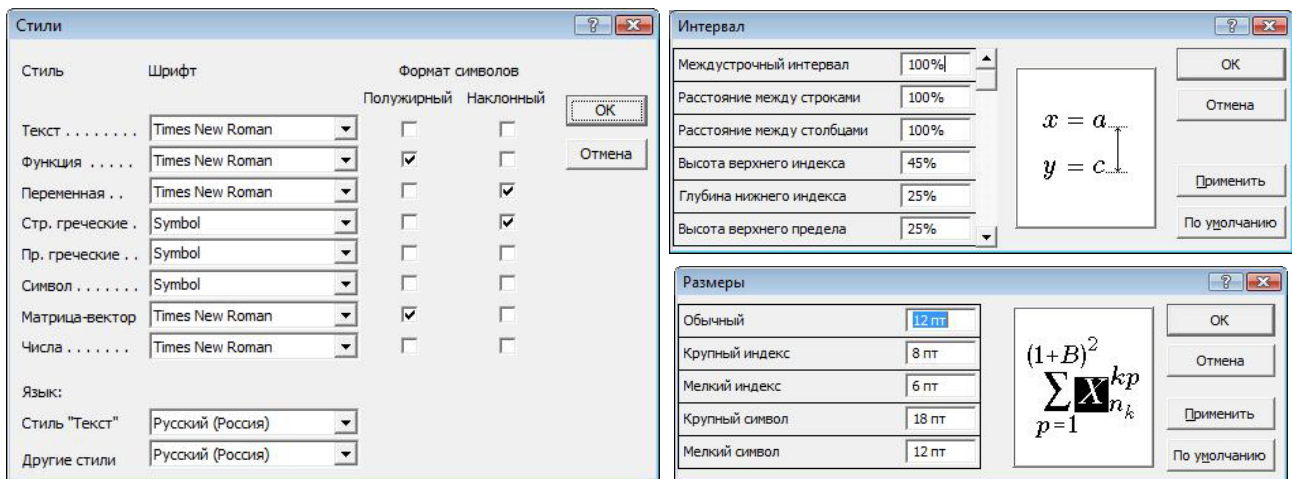 Стили
Стиль Шрифт Формат символов
Полужирный Наклонный
Текст . . . . . . . . Times New Roman
Функция . . . . . Times New Roman
Переменная . . Times New Roman
Стр. греческие . Symbol
Пр. греческие . . Symbol
Символ . . . . . . . Symbol
Матрица-вектор Times New Roman
Числа . . . . . . . Times New Roman
Язык:
Стиль "Текст" Русский (Россия)
Другие стили Русский (Россия)
OK
Отмена
Интервал
Междустрочный интервал 100%
Расстояние между строками 100%
Расстояние между столбцами 100%
Высота верхнего индекса 45%
Глубина нижнего индекса 25%
Высота верхнего предела 25%
x = a
y = c
OK
Отмена
Применить
По умолчанию
Размеры
Обычный 12 пт
Крупный индекс 8 пт
Мелкий индекс 6 пт
Крупный символ 18 пт
Мелкий символ 12 пт
(1+B)²
∑ X kp n k
p=1
OK
Отмена
Применить
По умолчанию